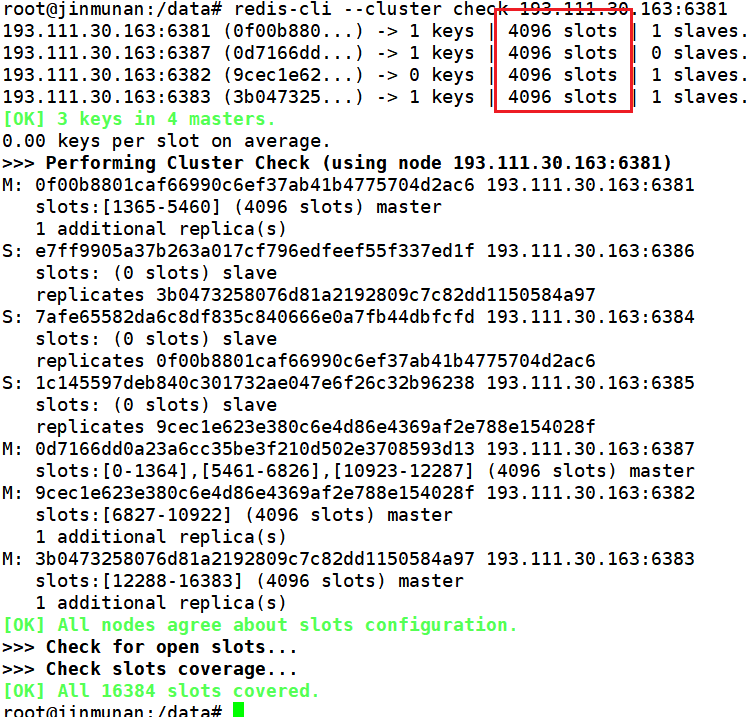 root@jinmunan:/data# redis-cli --cluster check 193.111.30.163:6381
193.111.30.163:6381 (0f00b880...) -> 1 keys | 4096 slots | 1 slaves.
193.111.30.163:6387 (0d7166dd...) -> 1 keys | 4096 slots | 0 slaves.
193.111.30.163:6382 (9cec1e62...) -> 0 keys | 4096 slots | 1 slaves.
193.111.30.163:6383 (3b047325...) -> 1 keys | 4096 slots | 1 slaves.
[OK] 3 keys in 4 masters.
0.00 keys per slot on average.
>>> Performing Cluster Check (using node 193.111.30.163:6381)
M: 0f00b8801caf66990c6ef37ab41b4775704d2ac6 193.111.30.163:6381
   slots:[1365-5460] (4096 slots) master
   1 additional replica(s)
S: e7ff9905a37b263a017cf796edfeef55f337ed1f 193.111.30.163:6386
   slots: (0 slots) slave
   replicates 3b0473258076d81a2192809c7c82dd1150584a97
S: 7afe65582da6c8df835c840666e0a7fb44dbfcfd 193.111.30.163:6384
   slots: (0 slots) slave
   replicates 0f00b8801caf66990c6ef37ab41b4775704d2ac6
S: 1c145597deb840c301732ae047e6f26c32b96238 193.111.30.163:6385
   slots: (0 slots) slave
   replicates 9cec1e623e380c6e4d86e4369af2e788e154028f
M: 0d7166dd0a23a6cc35be3f210d502e3708593d13 193.111.30.163:6387
   slots:[0-1364],[5461-6826],[10923-12287] (4096 slots) master
M: 9cec1e623e380c6e4d86e4369af2e788e154028f 193.111.30.163:6382
   slots:[6827-10922] (4096 slots) master
   1 additional replica(s)
M: 3b0473258076d81a2192809c7c82dd1150584a97 193.111.30.163:6383
   slots:[12288-16383] (4096 slots) master
   1 additional replica(s)
[OK] All nodes agree about slots configuration.
>>> Check for open slots...
>>> Check slots coverage...
[OK] All 16384 slots covered.
root@jinmunan:/data#